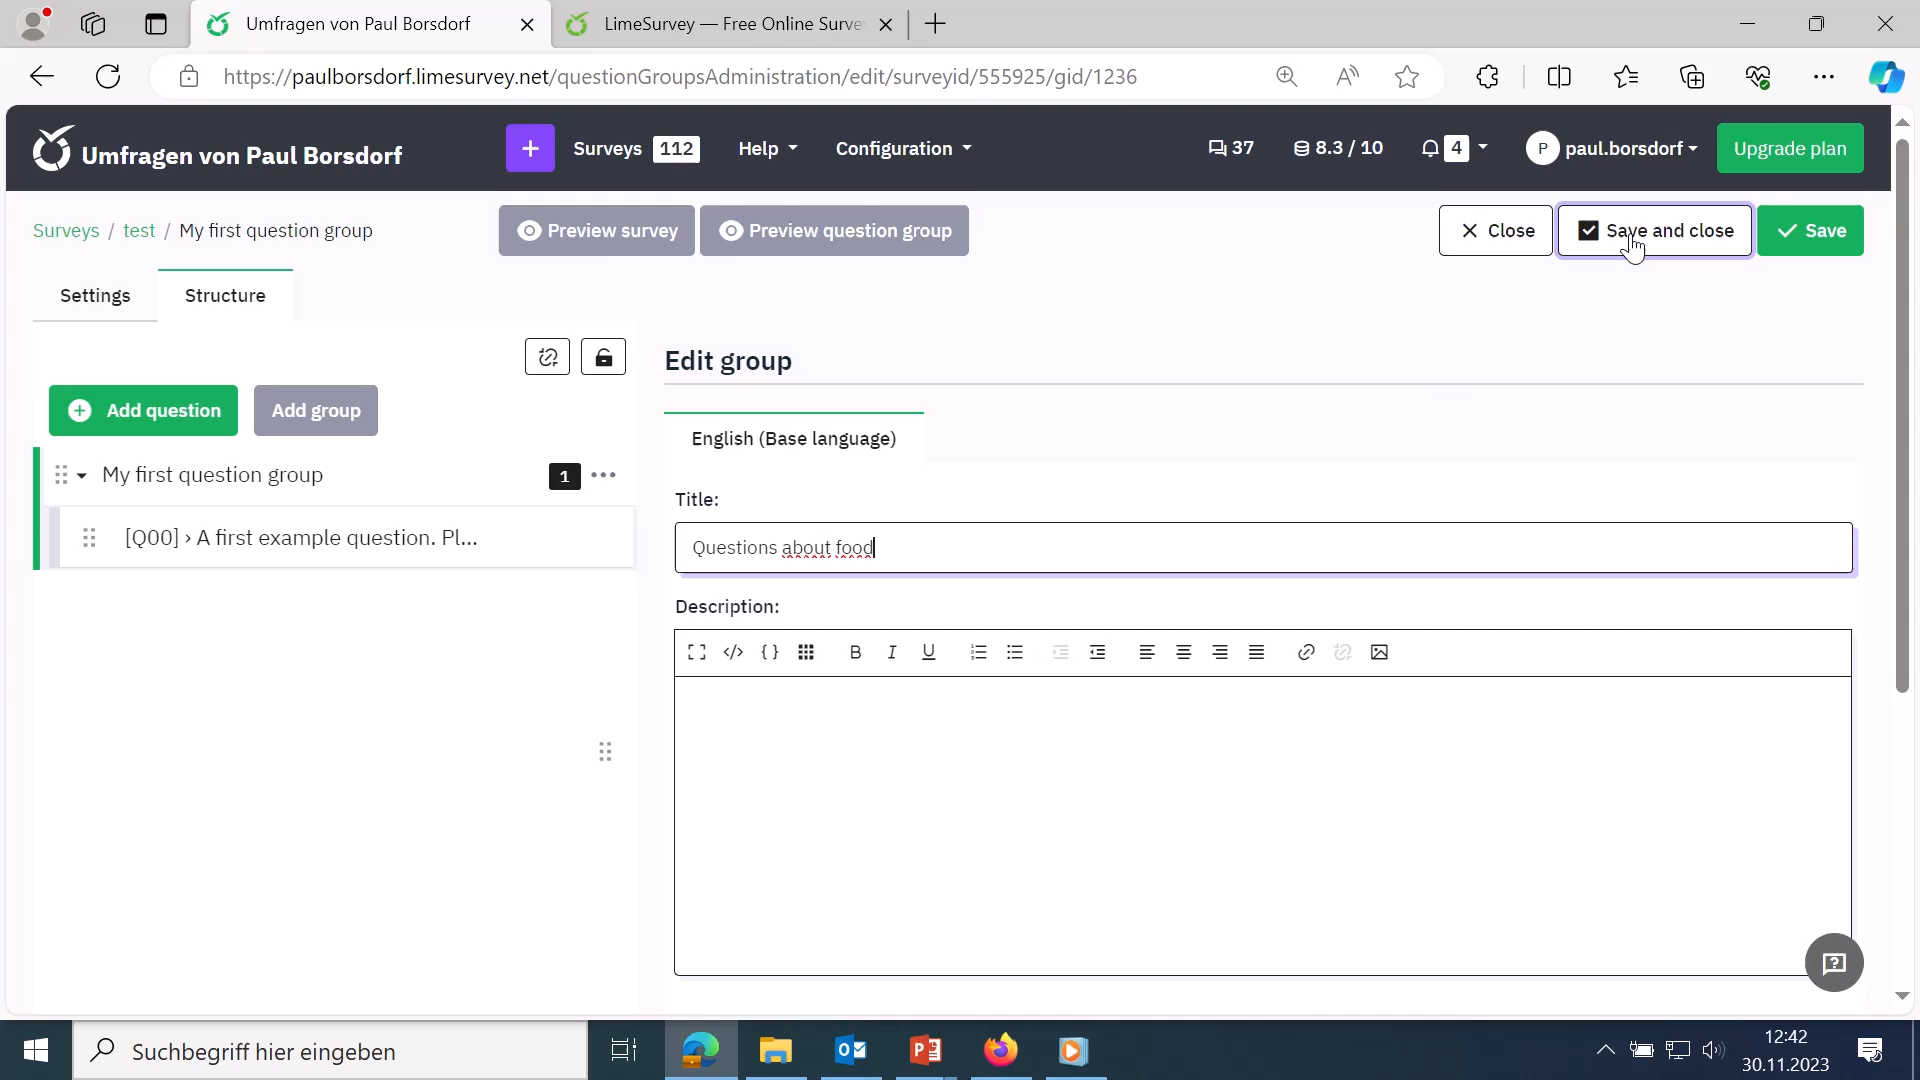 Umfragen von Paul Borsdorf
LimeSurvey — Free Online Surve
https://paulborsdorf.limesurvey.net/questionGroupsAdministration/edit/surveyid/555925/gid/1236
Umfragen von Paul Borsdorf
+ Surveys 112 Help Configuration 37 8.3 / 10 4 P paul.borsdorf Upgrade plan
Surveys / test / My first question group
Preview survey Preview question group Close Save and close Save
Settings Structure
Edit group
Add question Add group
English (Base language)
My first question group 1
Title:
[Q00] › A first example question. Pl...
Questions about food
Description:
</> { } B I U
Suchbegriff hier eingeben
12:42
30.11.2023